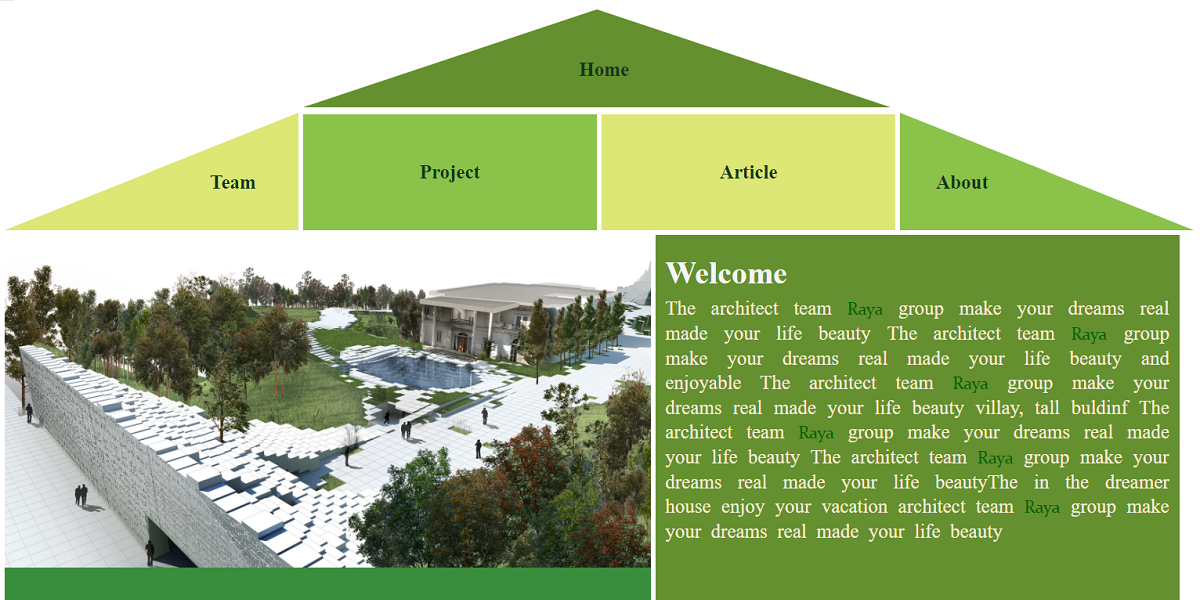 Home
Team
Project
Article
About
Welcome
The architect team Raya group make your dreams real
made your life beauty The architect team Raya group
make your dreams real made your life beauty and
enjoyable The architect team Raya group make your
dreams real made your life beauty villay, tall buldinf The
architect team Raya group make your dreams real made
your life beauty The architect team Raya group make your
dreams real made your life beautyThe in the dreamer
house enjoy your vacation architect team Raya group make
your dreams real made your life beauty